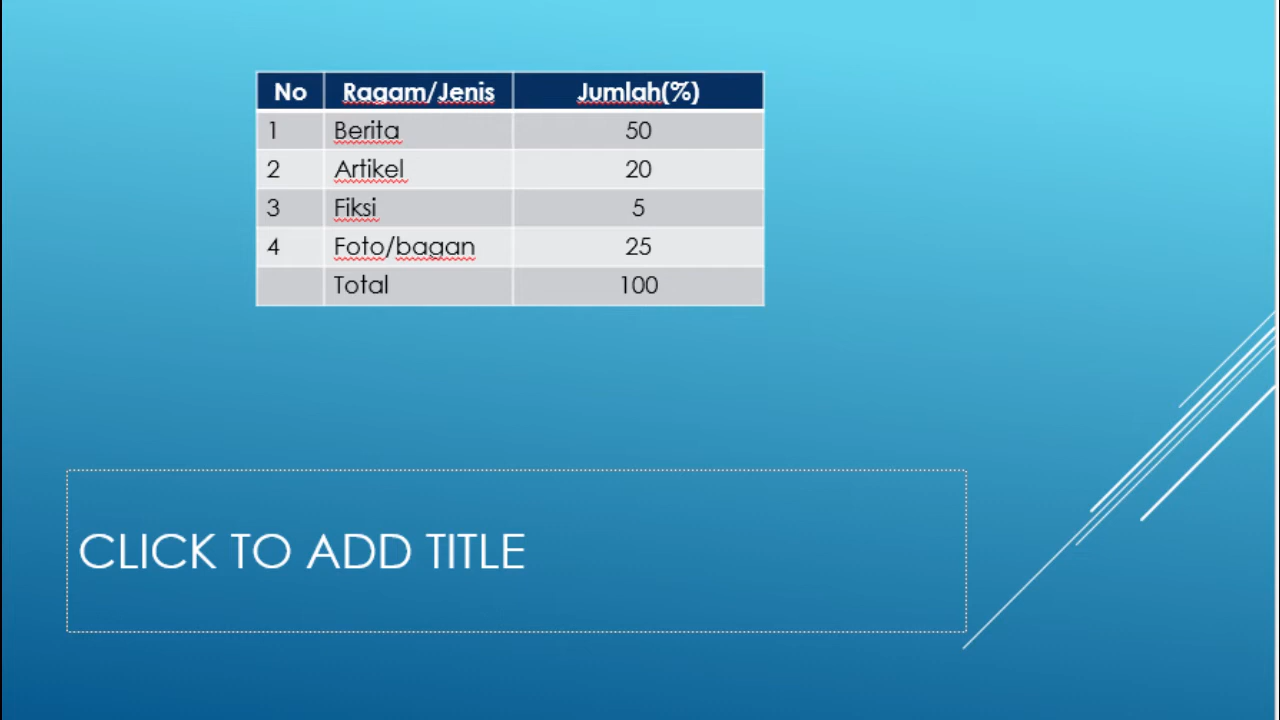 No Ragam/Jenis Jumlah(%)
1 Berita 50
2 Artikel 20
3 Fiksi 5
4 Foto/bagan 25
Total 100
CLICK TO ADD TITLE